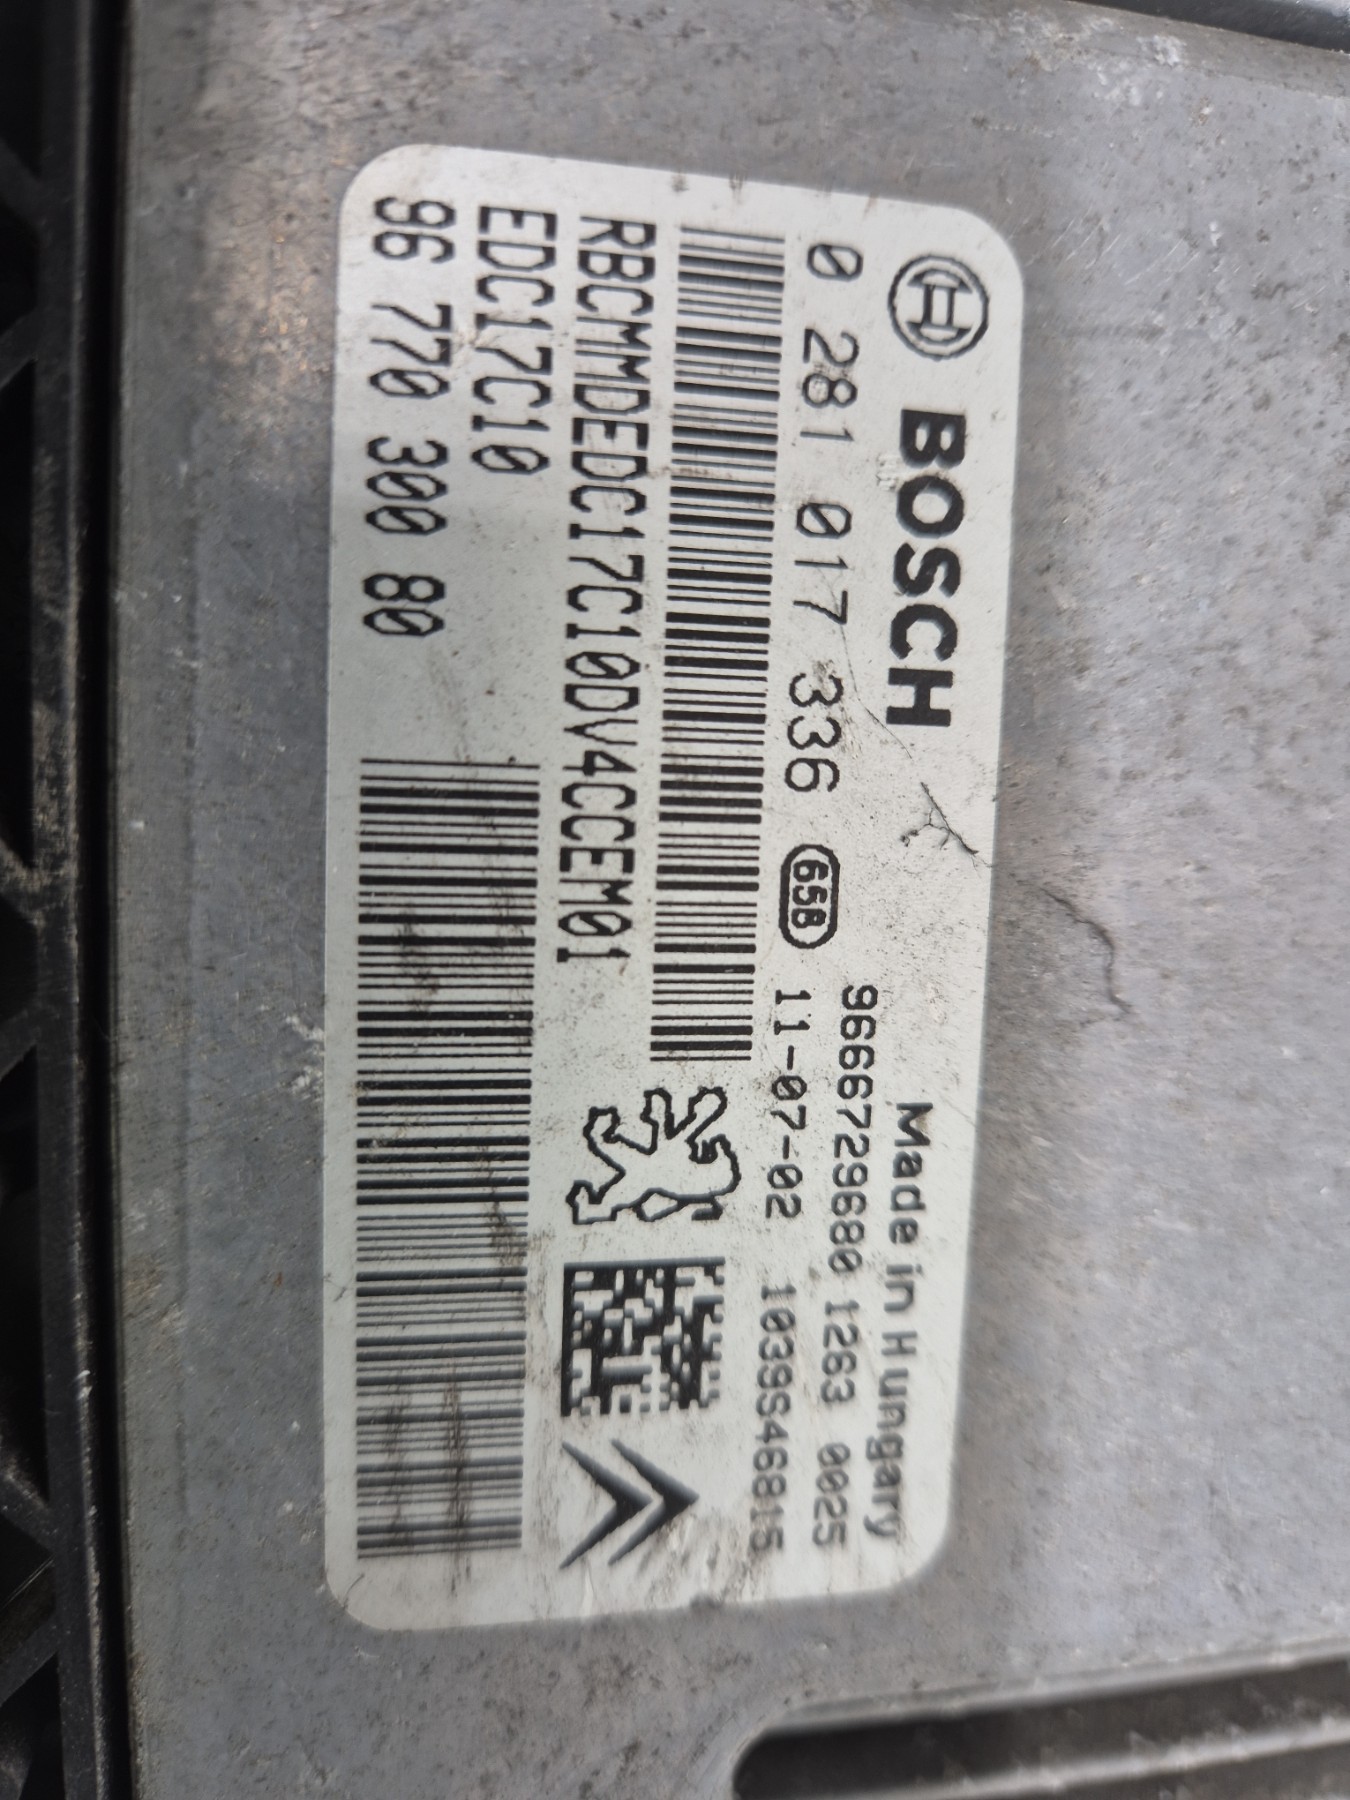 BOSCH
Made in Hungary
9666729680 1263 0025
0 281 017 336 658 11-07-02 1039S46815
RBCMMDEDC17C10DV4CCEM01
EDC17C10
96 770 300 80